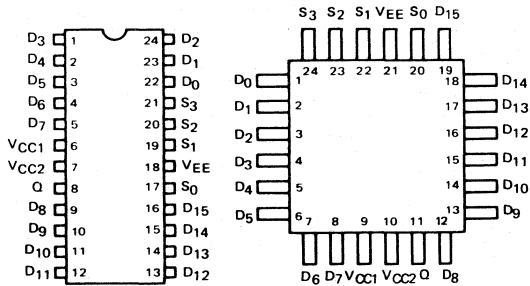 D3 1 24 D2
D4 2 23 D1
D5 3 22 D0
D6 4 21 S3
D7 5 20 S2
VCC1 6 19 S1
VCC2 7 18 VEE
Q 8 17 S0
D8 9 16 D15
D9 10 15 D14
D10 11 14 D13
D11 12 13 D12
S3 S2 S1 VEE S0 D15
24 23 22 21 20 19
D0 1 18 D14
D1 2 17 D13
D2 3 16 D12
D3 4 15 D11
D4 5 14 D10
D5 6 13 D9
7 8 9 10 11 12
D6 D7 VCC1 VCC2 Q D8